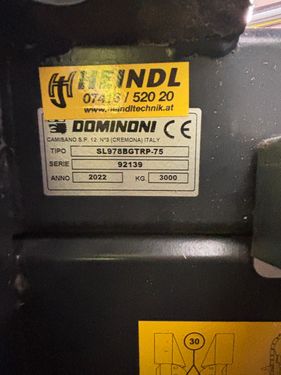 HEINDL
07416 / 520 20
www.heindltechnik.at
DOMINONI CE
CAMISANO S.P. 12 N°3 (CREMONA) ITALY
TIPO SL978BGTRP-75
SERIE 92139
ANNO 2022 KG 3000
30